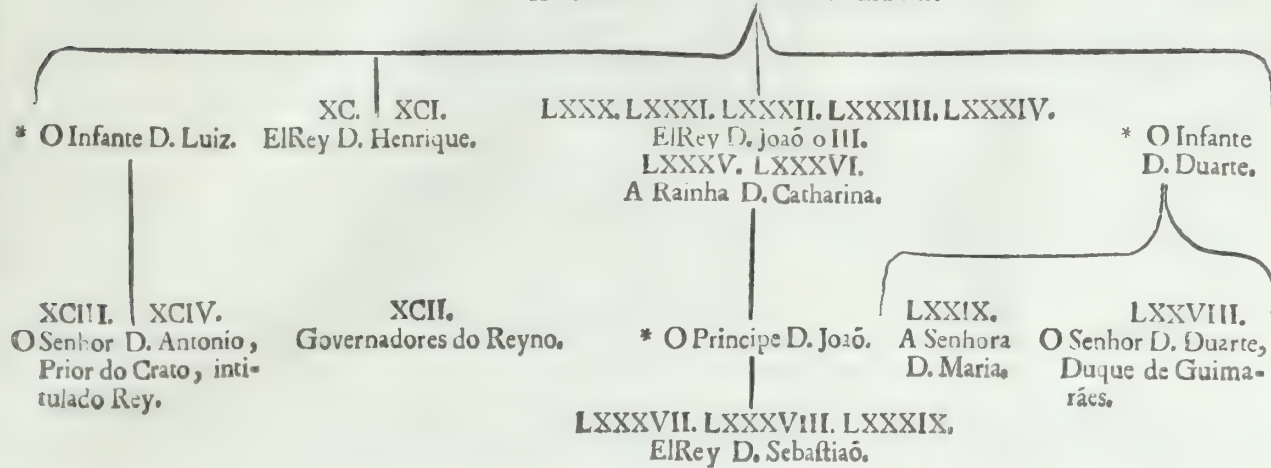 XC. XCI.
LXXX. LXXXI. LXXXII. LXXXIII. LXXXIV.
* O Infante D. Luiz.
ElRey D. Henrique.
ElRey D. Joaõ o III.
* O Infante
D. Duarte.
LXXXV. LXXXVI.
A Rainha D. Catharina.
XCIII. XCIV.
O Senhor D. Antonio,
Prior do Crato, inti-
tulado Rey.
XCII.
Governadores do Reyno.
* O Principe D. Joaõ.
LXXIX.
A Senhora
D. Maria.
LXXVIII.
O Senhor D. Duarte,
Duque de Guima-
rães.
LXXXVII. LXXXVIII. LXXXIX.
ElRey D. Sebaſtiaõ.